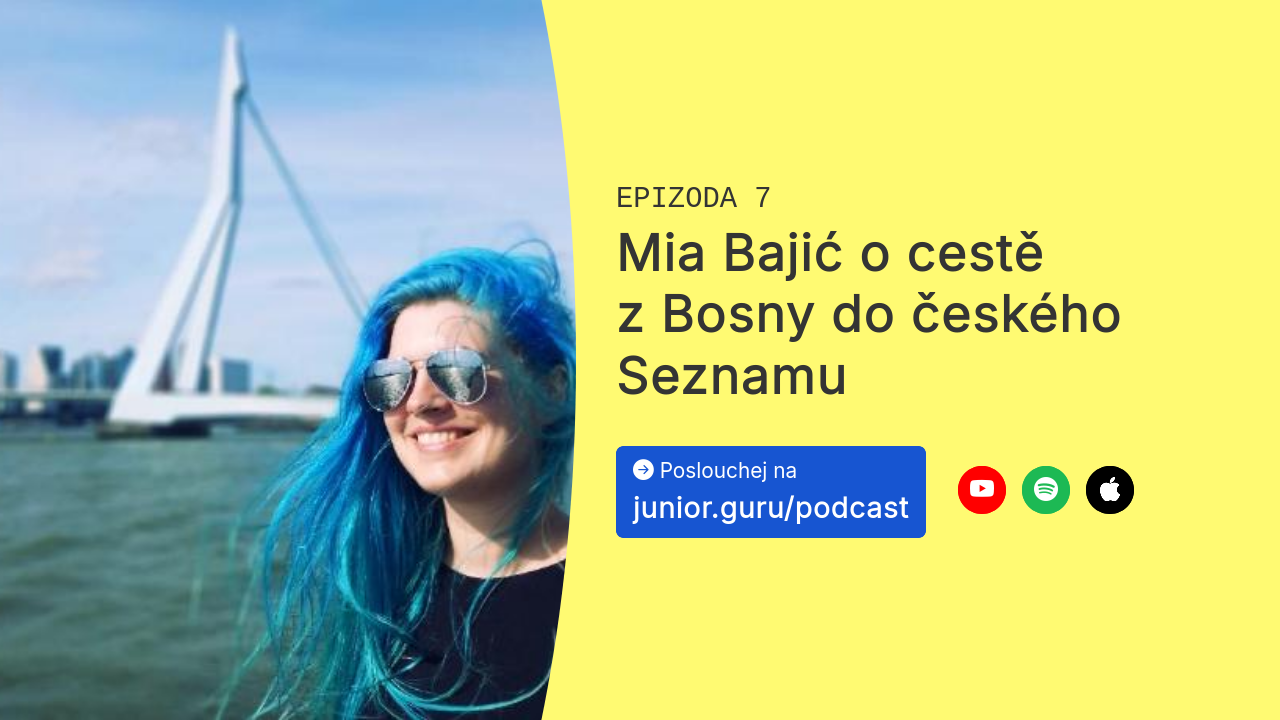 EPIZODA 7
Mia Bajić o cestě
z Bosny do českého
Seznamu
Poslouchej na
junior.guru/podcast